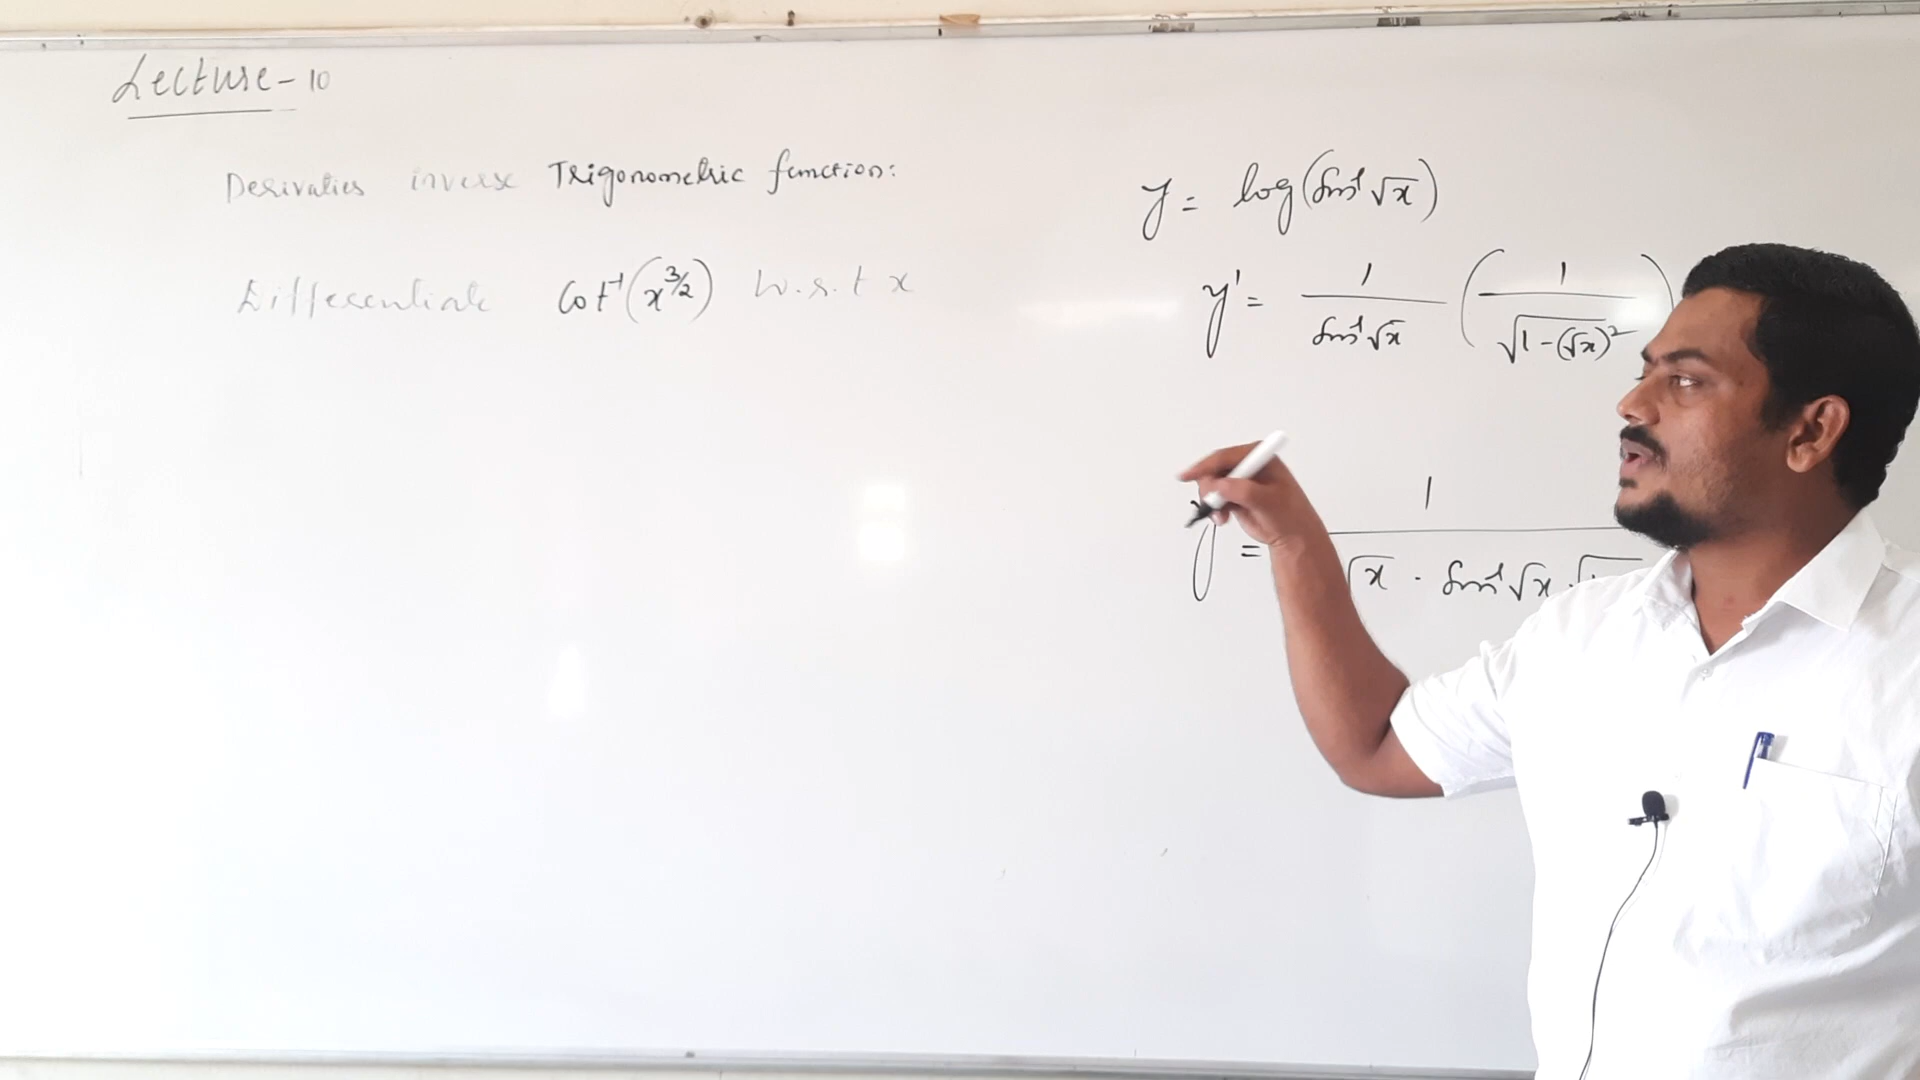 Lecture - 10
Derivaties inverse Trigonometric function:
Differentiate Cot⁻¹(x^3/2) w.r.t x
y = log(Sin⁻¹ √x)
y' = 1/(Sin⁻¹ √x) (1/√(1-(√x)²))
y = 1/(√x · Sin⁻¹ √x · √